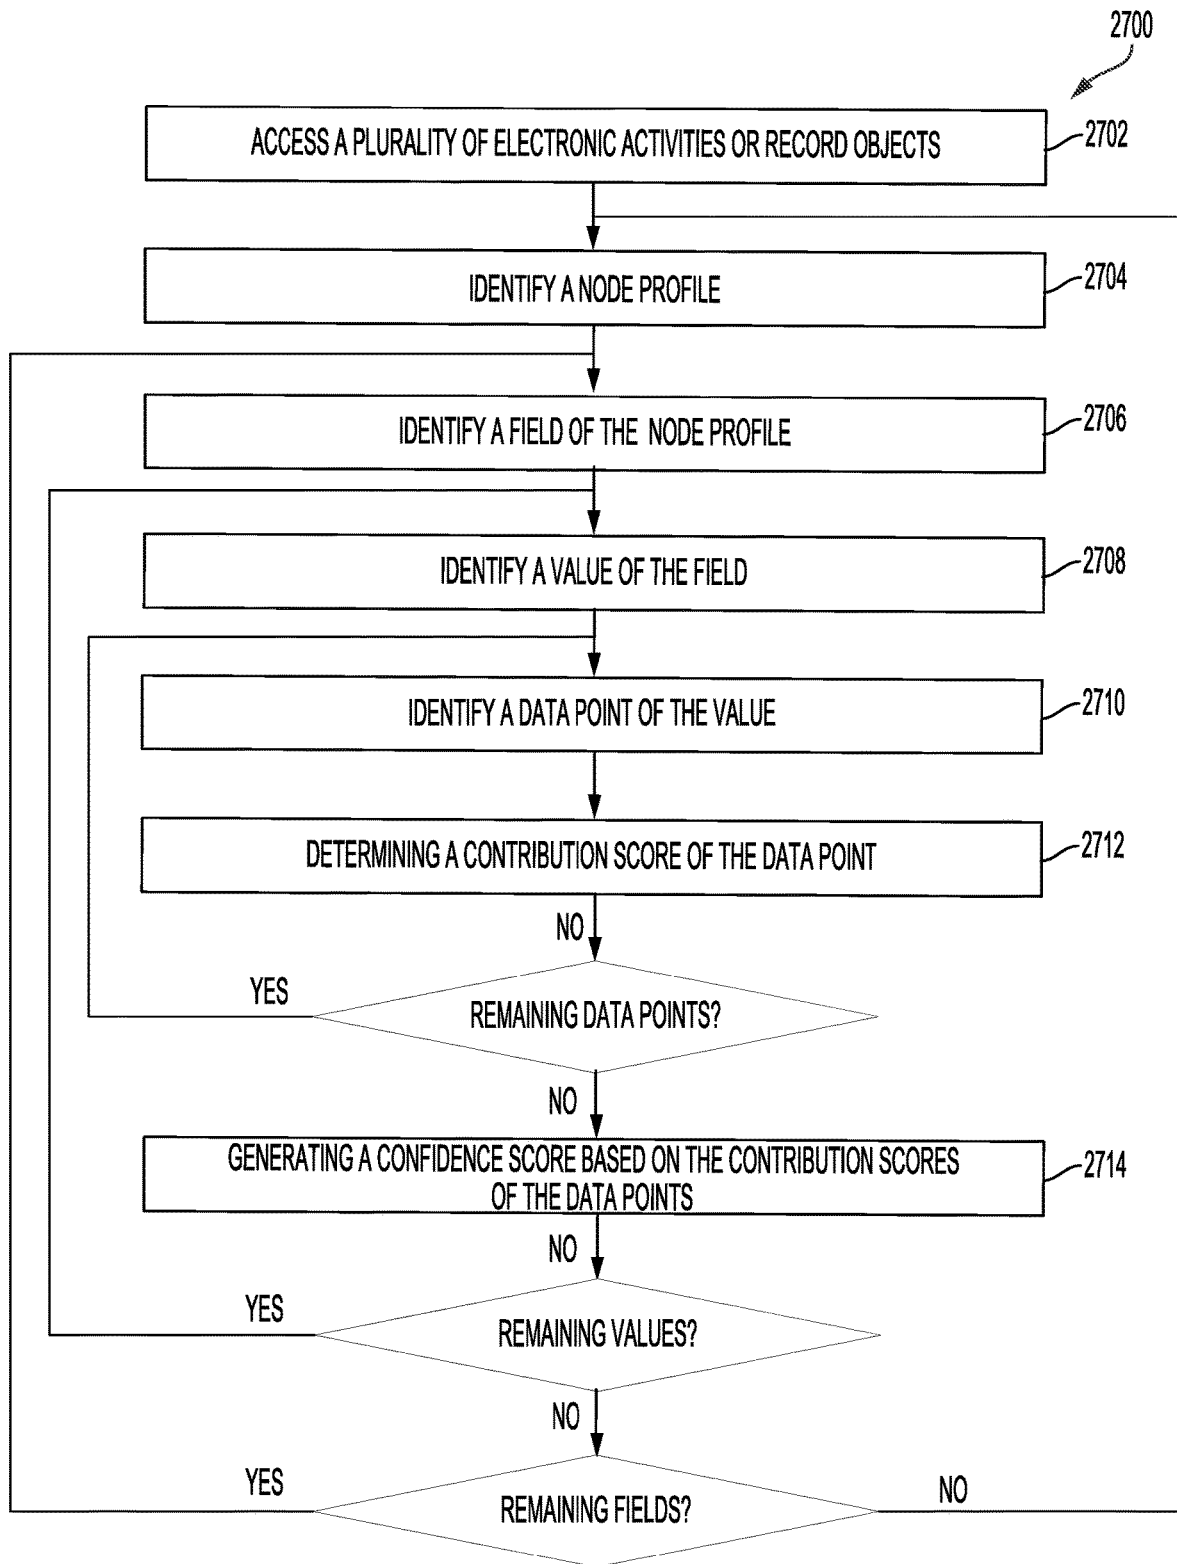 2700
ACCESS A PLURALITY OF ELECTRONIC ACTIVITIES OR RECORD OBJECTS
2702
IDENTIFY A NODE PROFILE
2704
IDENTIFY A FIELD OF THE NODE PROFILE
2706
IDENTIFY A VALUE OF THE FIELD
2708
IDENTIFY A DATA POINT OF THE VALUE
2710
DETERMINING A CONTRIBUTION SCORE OF THE DATA POINT
2712
NO
YES
REMAINING DATA POINTS?
NO
GENERATING A CONFIDENCE SCORE BASED ON THE CONTRIBUTION SCORES
OF THE DATA POINTS
2714
NO
YES
REMAINING VALUES?
NO
YES
REMAINING FIELDS?
NO